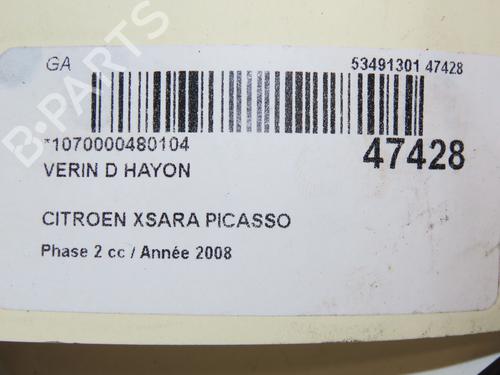 GA 53491301 47428
*1070000480104 47428
VERIN D HAYON
CITROEN XSARA PICASSO
Phase 2 cc / Année 2008
B-PARTS